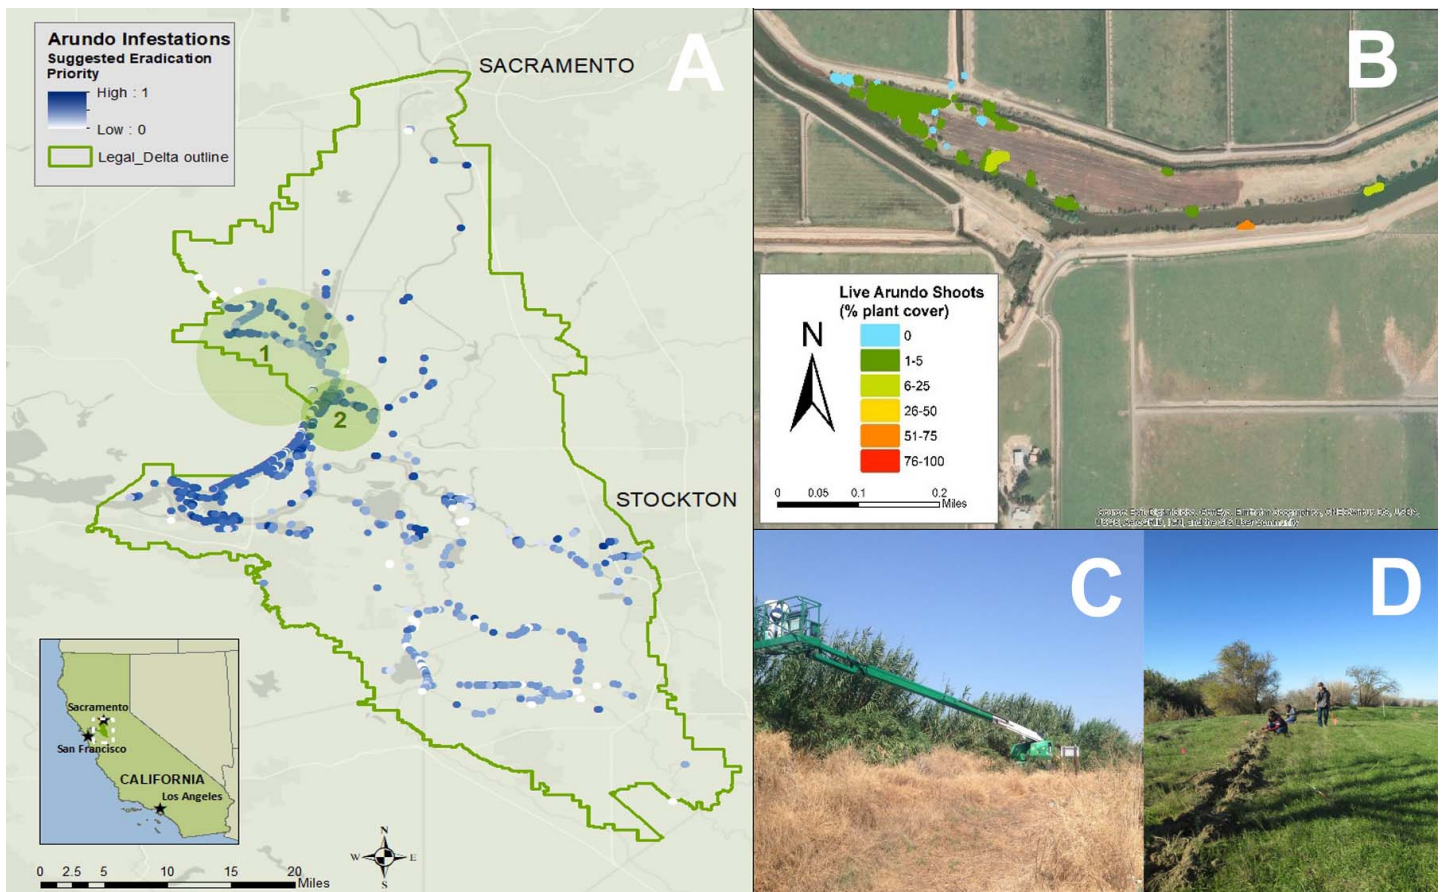 Arundo Infestations
Suggested Eradication
Priority
High : 1
Low : 0
Legal_Delta outline
A
SACRAMENTO
1
2
STOCKTON
Sacramento
San Francisco
CALIFORNIA
Los Angeles
N
W E
S
0 2.5 5 10 15 20
Miles
B
Live Arundo Shoots
(% plant cover)
N
0
1-5
6-25
26-50
51-75
76-100
0 0.05 0.1 0.2
Miles
C
D